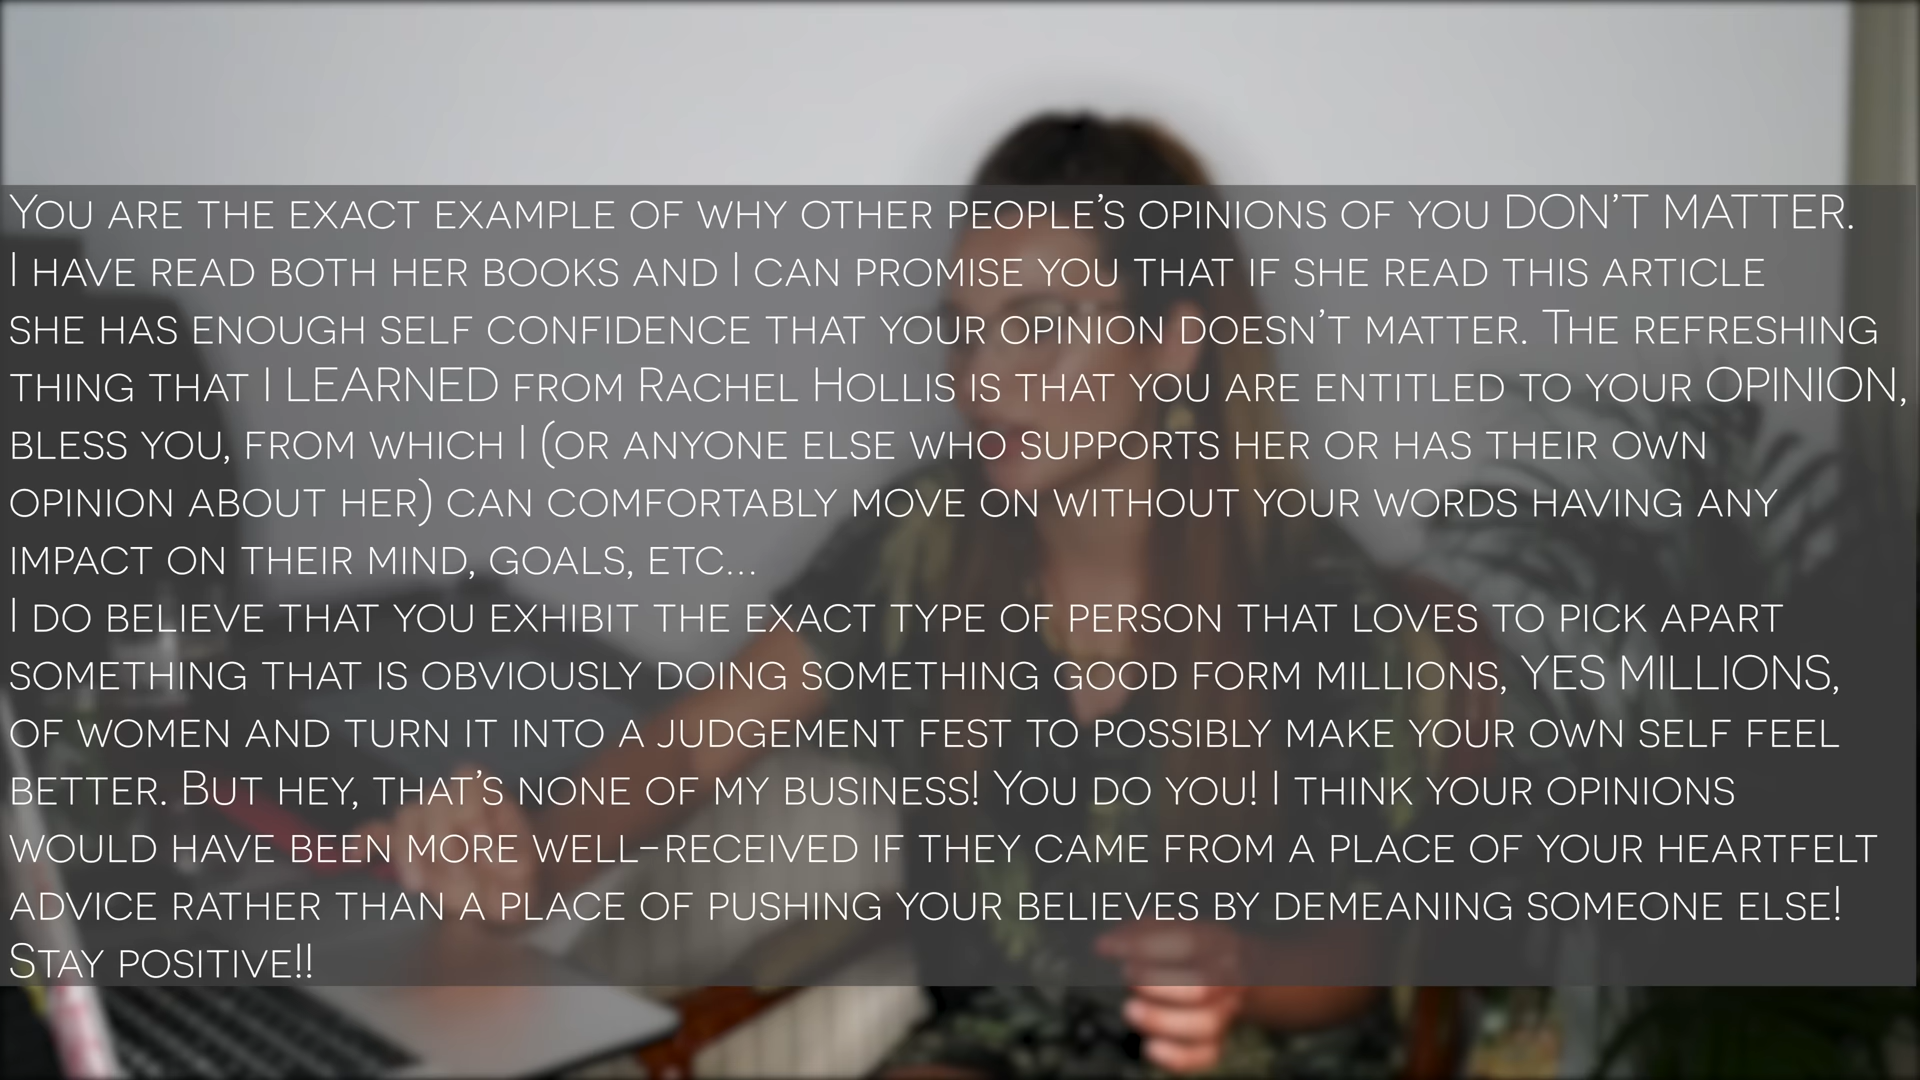 You are the exact example of why other people’s opinions of you DON’T MATTER.
I have read both her books and I can promise you that if she read this article
she has enough self confidence that your opinion doesn’t matter. The refreshing
thing that I LEARNED from Rachel Hollis is that you are entitled to your OPINION,
bless you, from which I (or anyone else who supports her or has their own
opinion about her) can comfortably move on without your words having any
impact on their mind, goals, etc...
I do believe that you exhibit the exact type of person that loves to pick apart
something that is obviously doing something good form millions, YES MILLIONS,
of women and turn it into a judgement fest to possibly make your own self feel
better. But hey, that’s none of my business! You do you! I think your opinions
would have been more well-received if they came from a place of your heartfelt
advice rather than a place of pushing your believes by demeaning someone else!
Stay positive!!